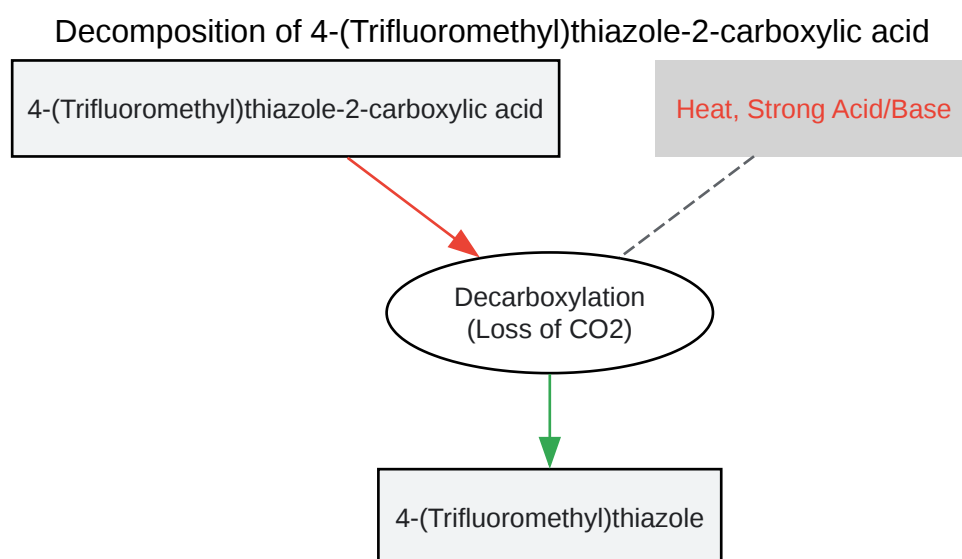 Decomposition of 4-(Trifluoromethyl)thiazole-2-carboxylic acid
4-(Trifluoromethyl)thiazole-2-carboxylic acid
Heat, Strong Acid/Base
Decarboxylation
(Loss of CO2)
4-(Trifluoromethyl)thiazole